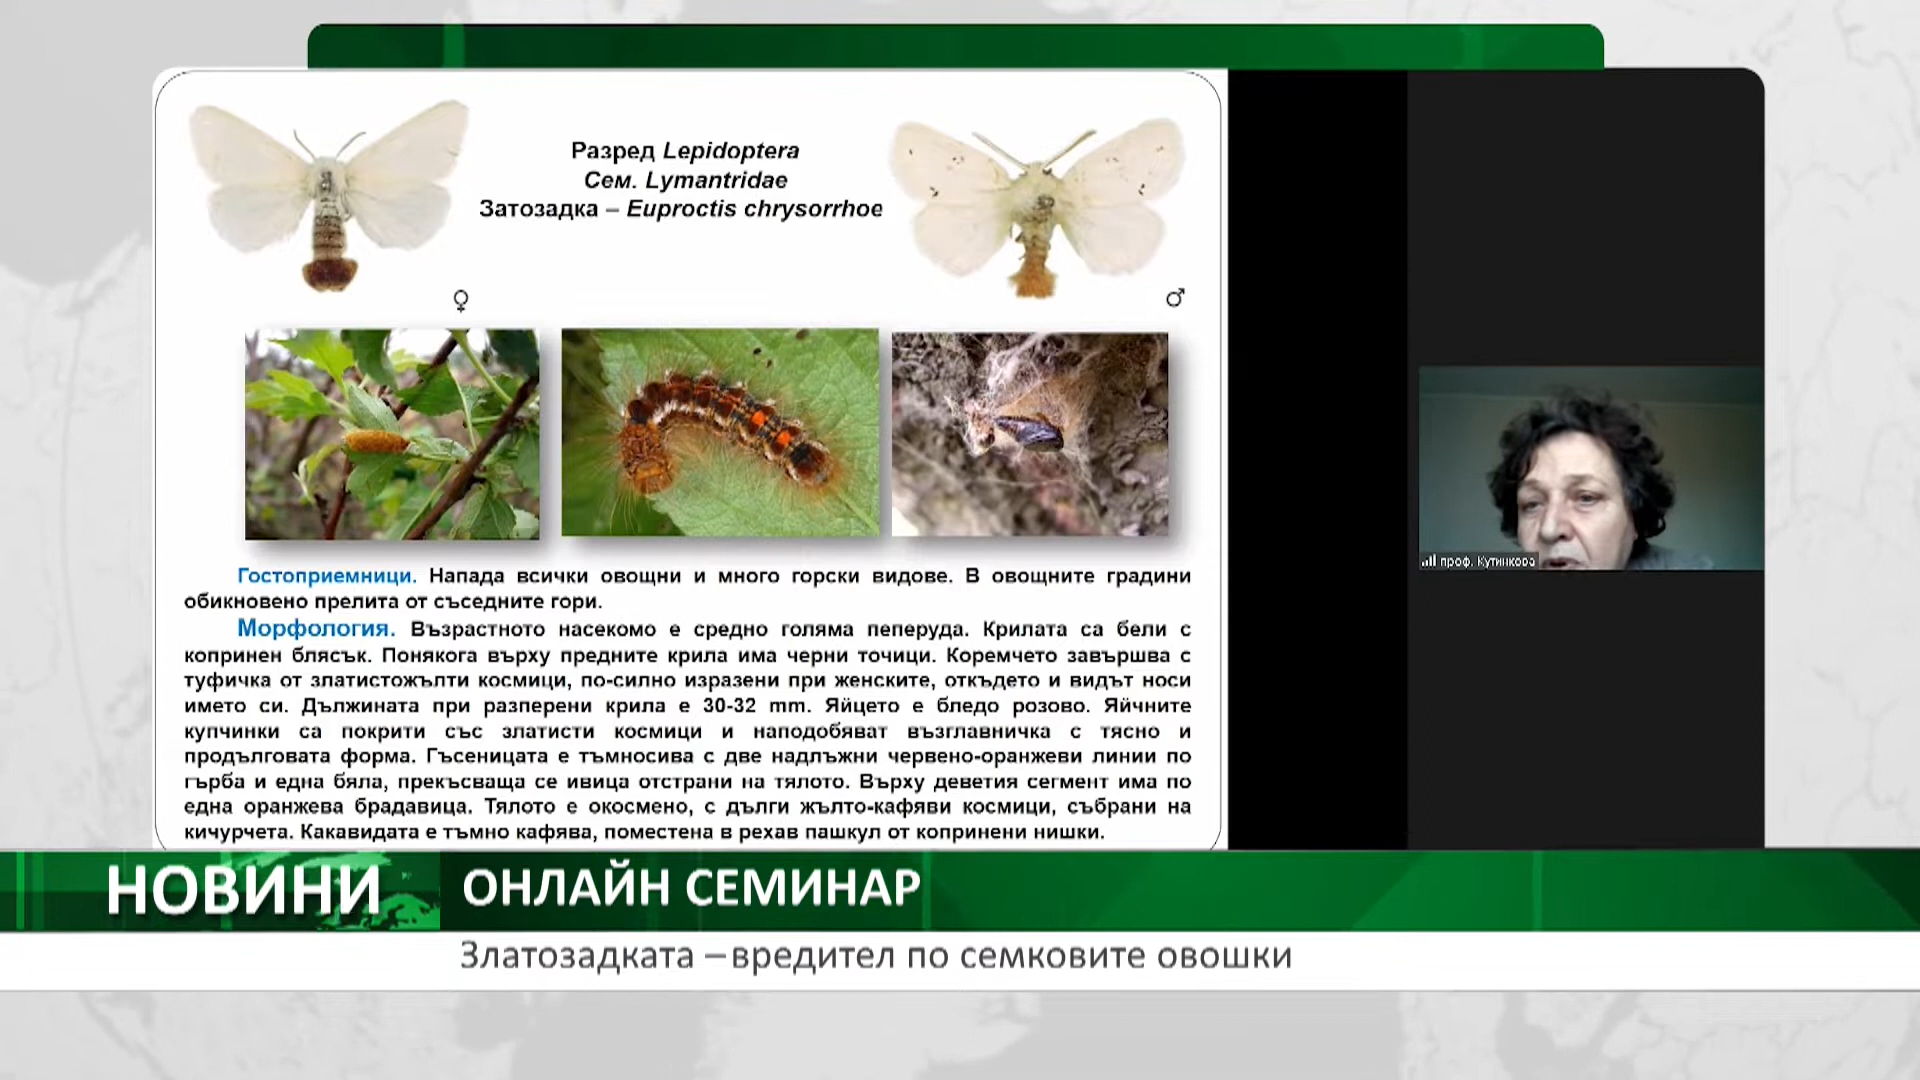 Разред Lepidoptera
Сем. Lymantridae
Затозадка – Euproctis chrysorrhoe
♀
♂
Гостоприемници. Напада всички овощни и много горски видове. В овощните градини
обикновено прелита от съседните гори.
Морфология. Възрастното насекомо е средно голяма пеперуда. Крилата са бели с
копринен блясък. Понякога върху предните крила има черни точици. Коремчето завършва с
туфичка от златистожълти космици, по-силно изразени при женските, откъдето и видът носи
името си. Дължината при разперени крила е 30-32 mm. Яйцето е бледо розово. Яйчните
купчинки са покрити със златисти космици и наподобяват възглавничка с тясно и
продълговата форма. Гъсеницата е тъмносива с две надлъжни червено-оранжеви линии по
гърба и една бяла, прекъсваща се ивица отстрани на тялото. Върху деветия сегмент има по
една оранжева брадавица. Тялото е окосмено, с дълги жълто-кафяви космици, събрани на
кичурчета. Какавидата е тъмно кафява, поместена в рехав пашкул от копринени нишки.
проф. Кутинкова
НОВИНИ
ОНЛАЙН СЕМИНАР
Златозадката – вредител по семковите овошки